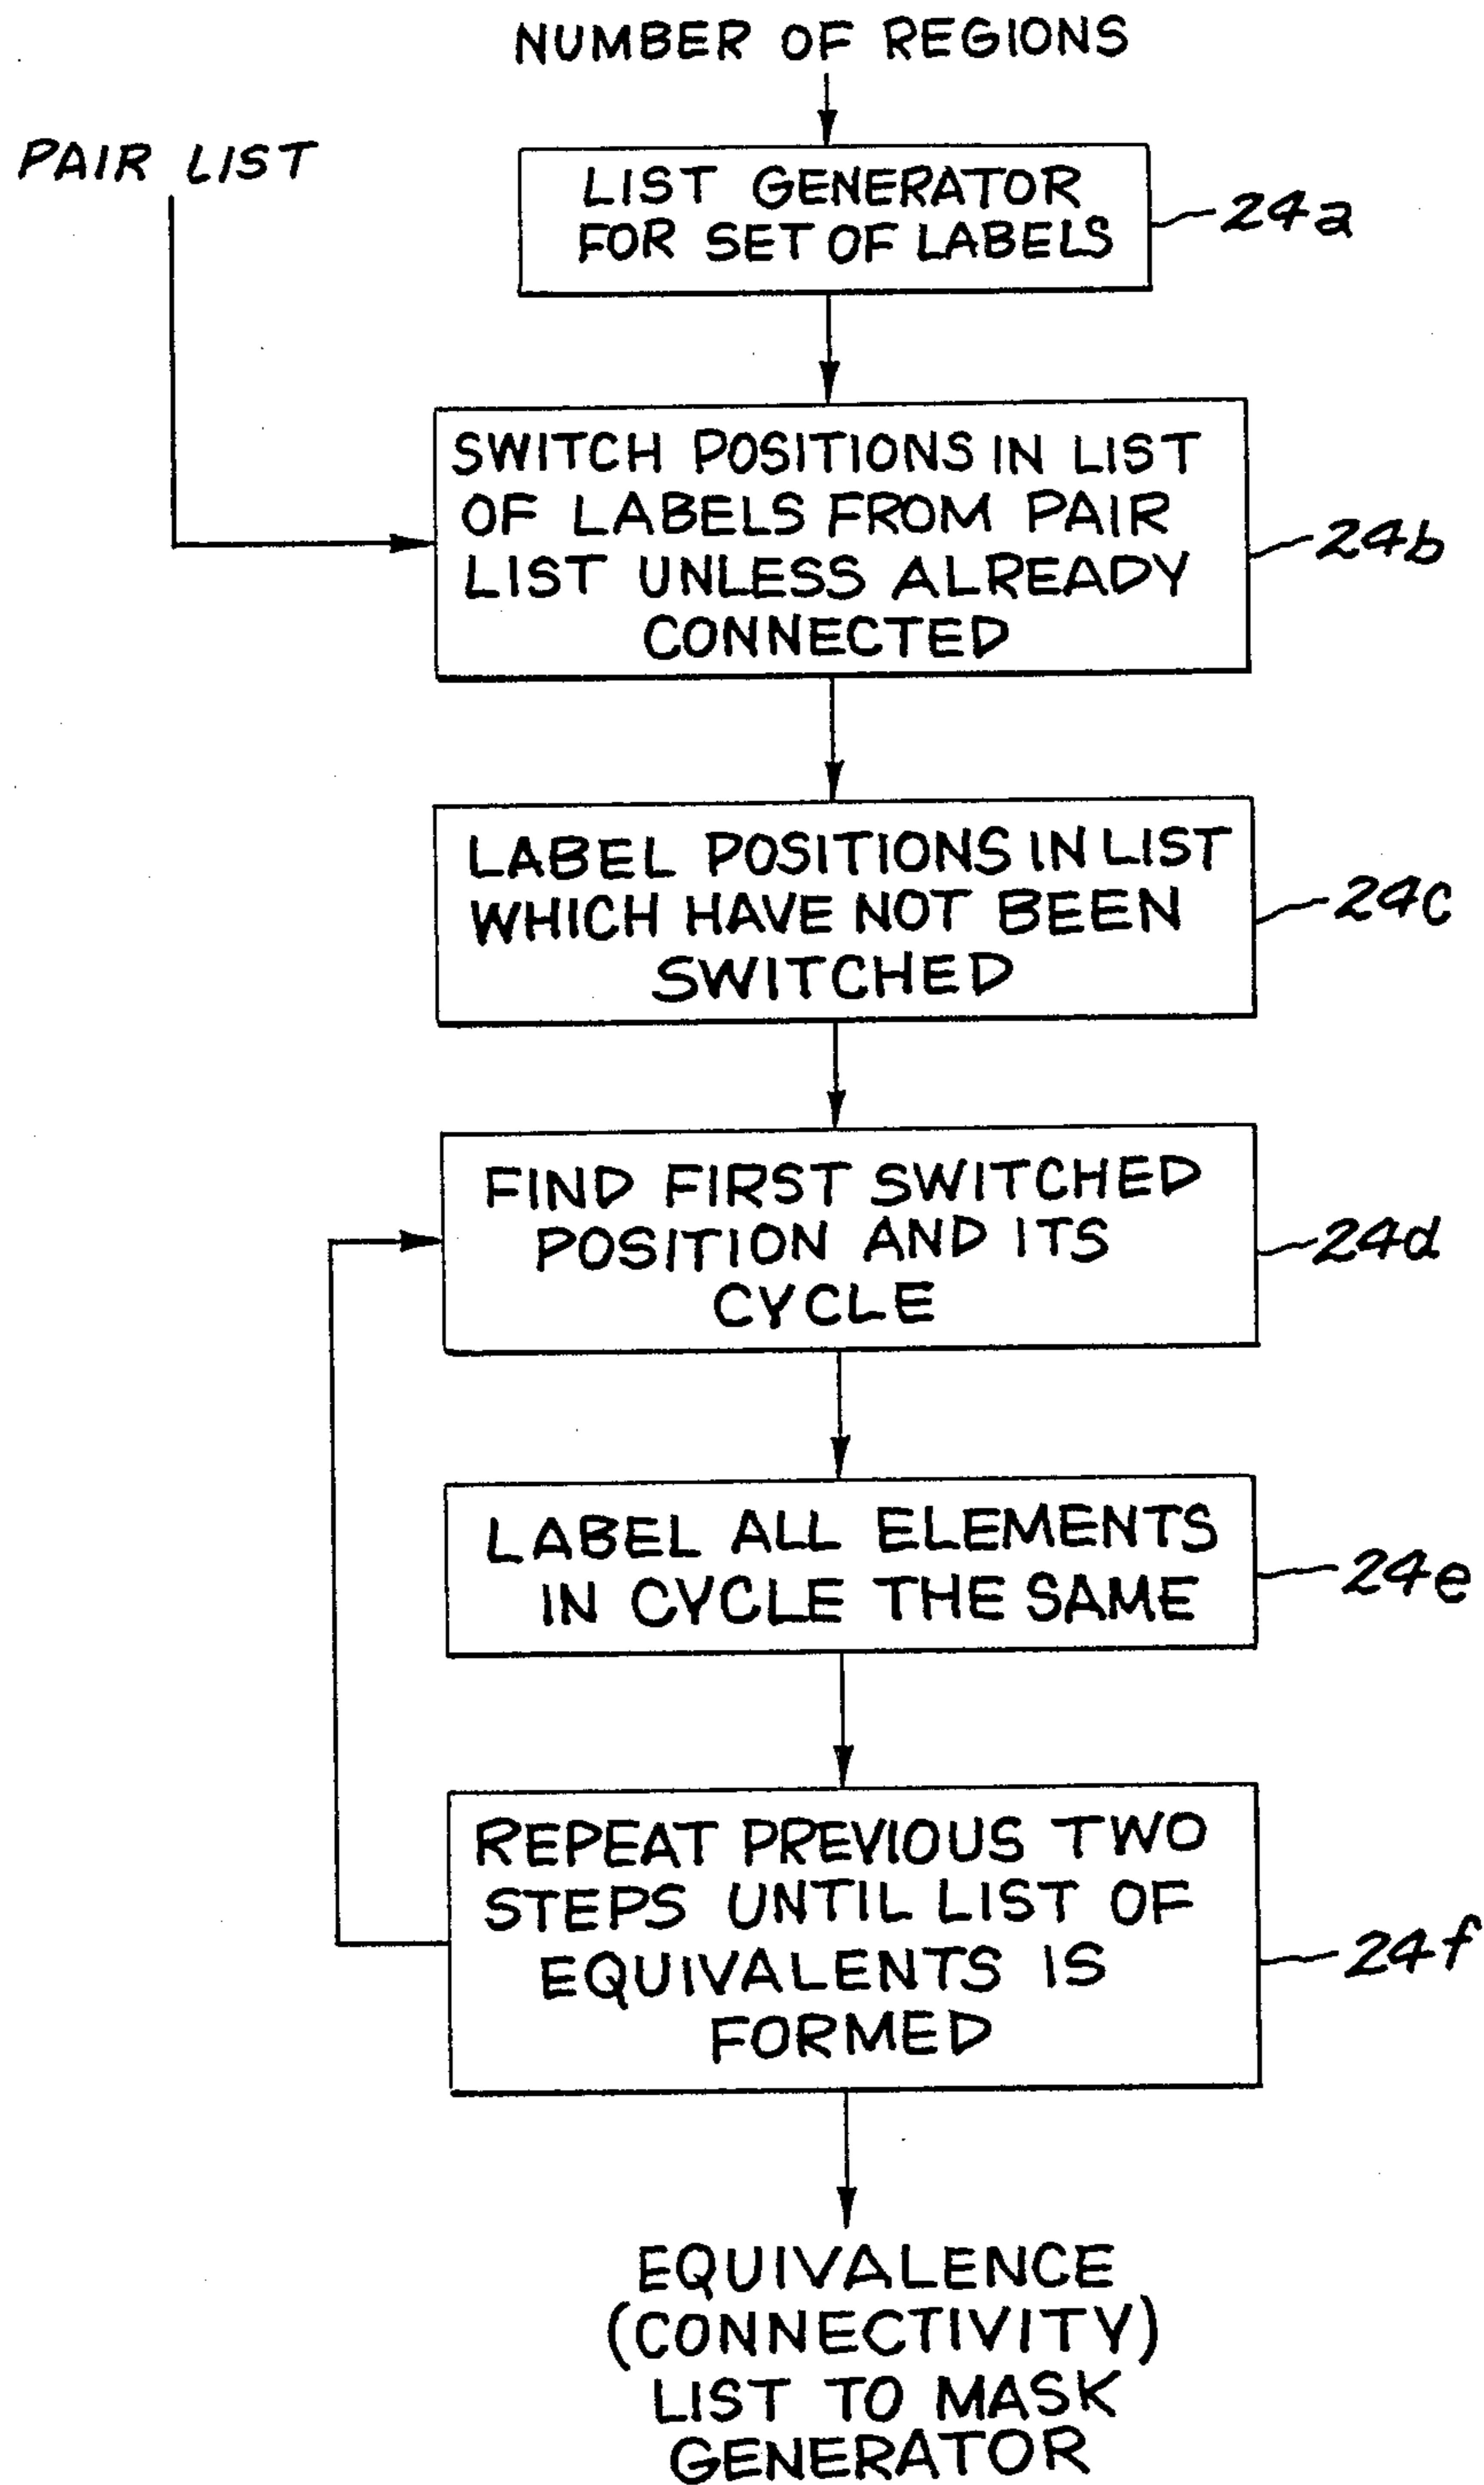 NUMBER OF REGIONS
PAIR LIST
LIST GENERATOR
FOR SET OF LABELS
24a
SWITCH POSITIONS IN LIST
OF LABELS FROM PAIR
LIST UNLESS ALREADY
CONNECTED
24b
LABEL POSITIONS IN LIST
WHICH HAVE NOT BEEN
SWITCHED
24c
FIND FIRST SWITCHED
POSITION AND ITS
CYCLE
24d
LABEL ALL ELEMENTS
IN CYCLE THE SAME
24e
REPEAT PREVIOUS TWO
STEPS UNTIL LIST OF
EQUIVALENTS IS
FORMED
24f
EQUIVALENCE
(CONNECTIVITY)
LIST TO MASK
GENERATOR